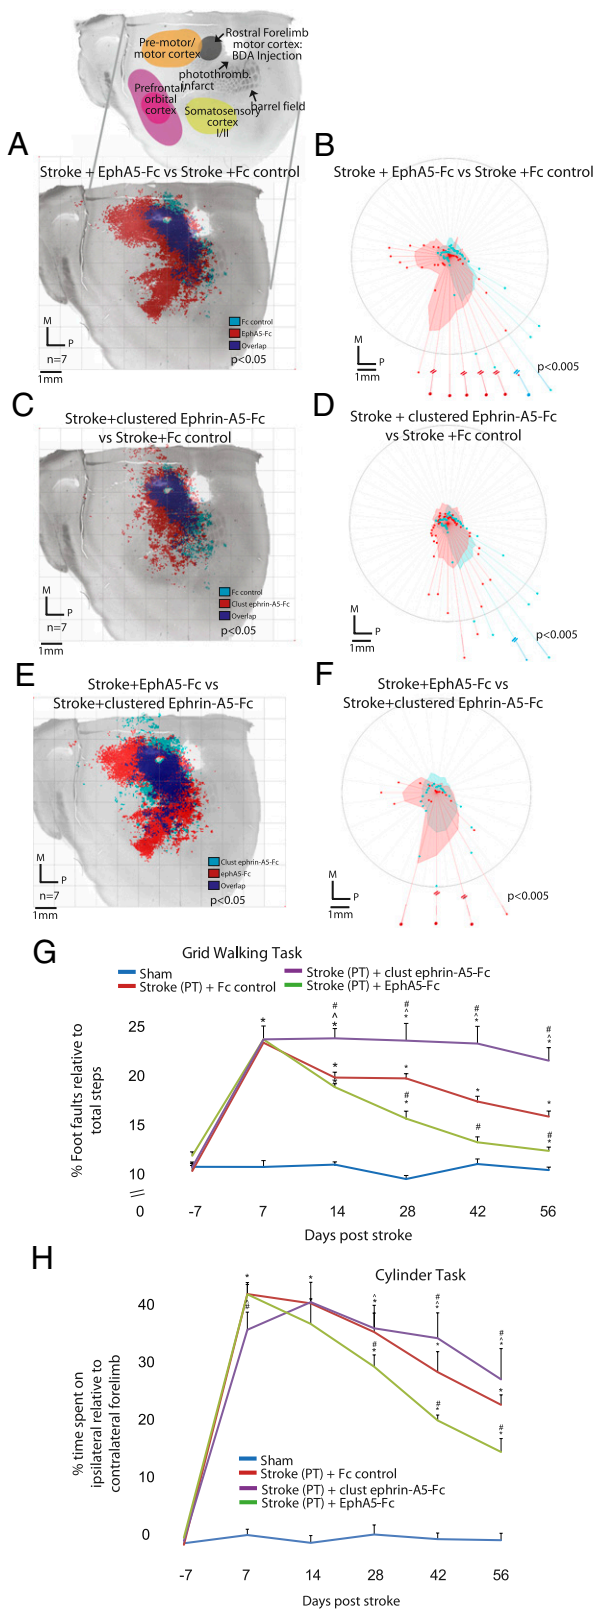 Pre-motor/
motor cortex
Rostral Forelimb
motor cortex:
BDA Injection
photothromb.
infarct
Prefrontal/
orbital
cortex
Somatosensory
cortex
I/II
barrel field
A
Stroke + EphA5-Fc vs Stroke +Fc control
Fc control
EphA5-Fc
Overlap
p<0.05
M
P
n=7
1mm
B
Stroke + EphA5-Fc vs Stroke +Fc control
M
P
1mm
p<0.005
C
Stroke+clustered Ephrin-A5-Fc
vs Stroke+Fc control
Fc control
Clust ephrin-A5-Fc
Overlap
p<0.05
M
P
n=7
1mm
D
Stroke + clustered Ephrin-A5-Fc
vs Stroke +Fc control
M
P
1mm
p<0.005
E
Stroke+EphA5-Fc vs
Stroke+clustered Ephrin-A5-Fc
Clust ephrin-A5-Fc
ephA5-Fc
Overlap
p<0.05
M
P
n=7
1mm
F
Stroke+EphA5-Fc vs
Stroke+clustered Ephrin-A5-Fc
M
P
1mm
p<0.005
G
Grid Walking Task
Sham
Stroke (PT) + Fc control
Stroke (PT) + clust ephrin-A5-Fc
Stroke (PT) + EphA5-Fc
% Foot faults relative to
total steps
25
20
15
10
0
-7 7 14 28 42 56
Days post stroke
H
Cylinder Task
% time spent on
ipsilateral relative to
contralateral forelimb
40
30
20
10
0
Sham
Stroke (PT) + Fc control
Stroke (PT) + clust ephrin-A5-Fc
Stroke (PT) + EphA5-Fc
-7 7 14 28 42 56
Days post stroke